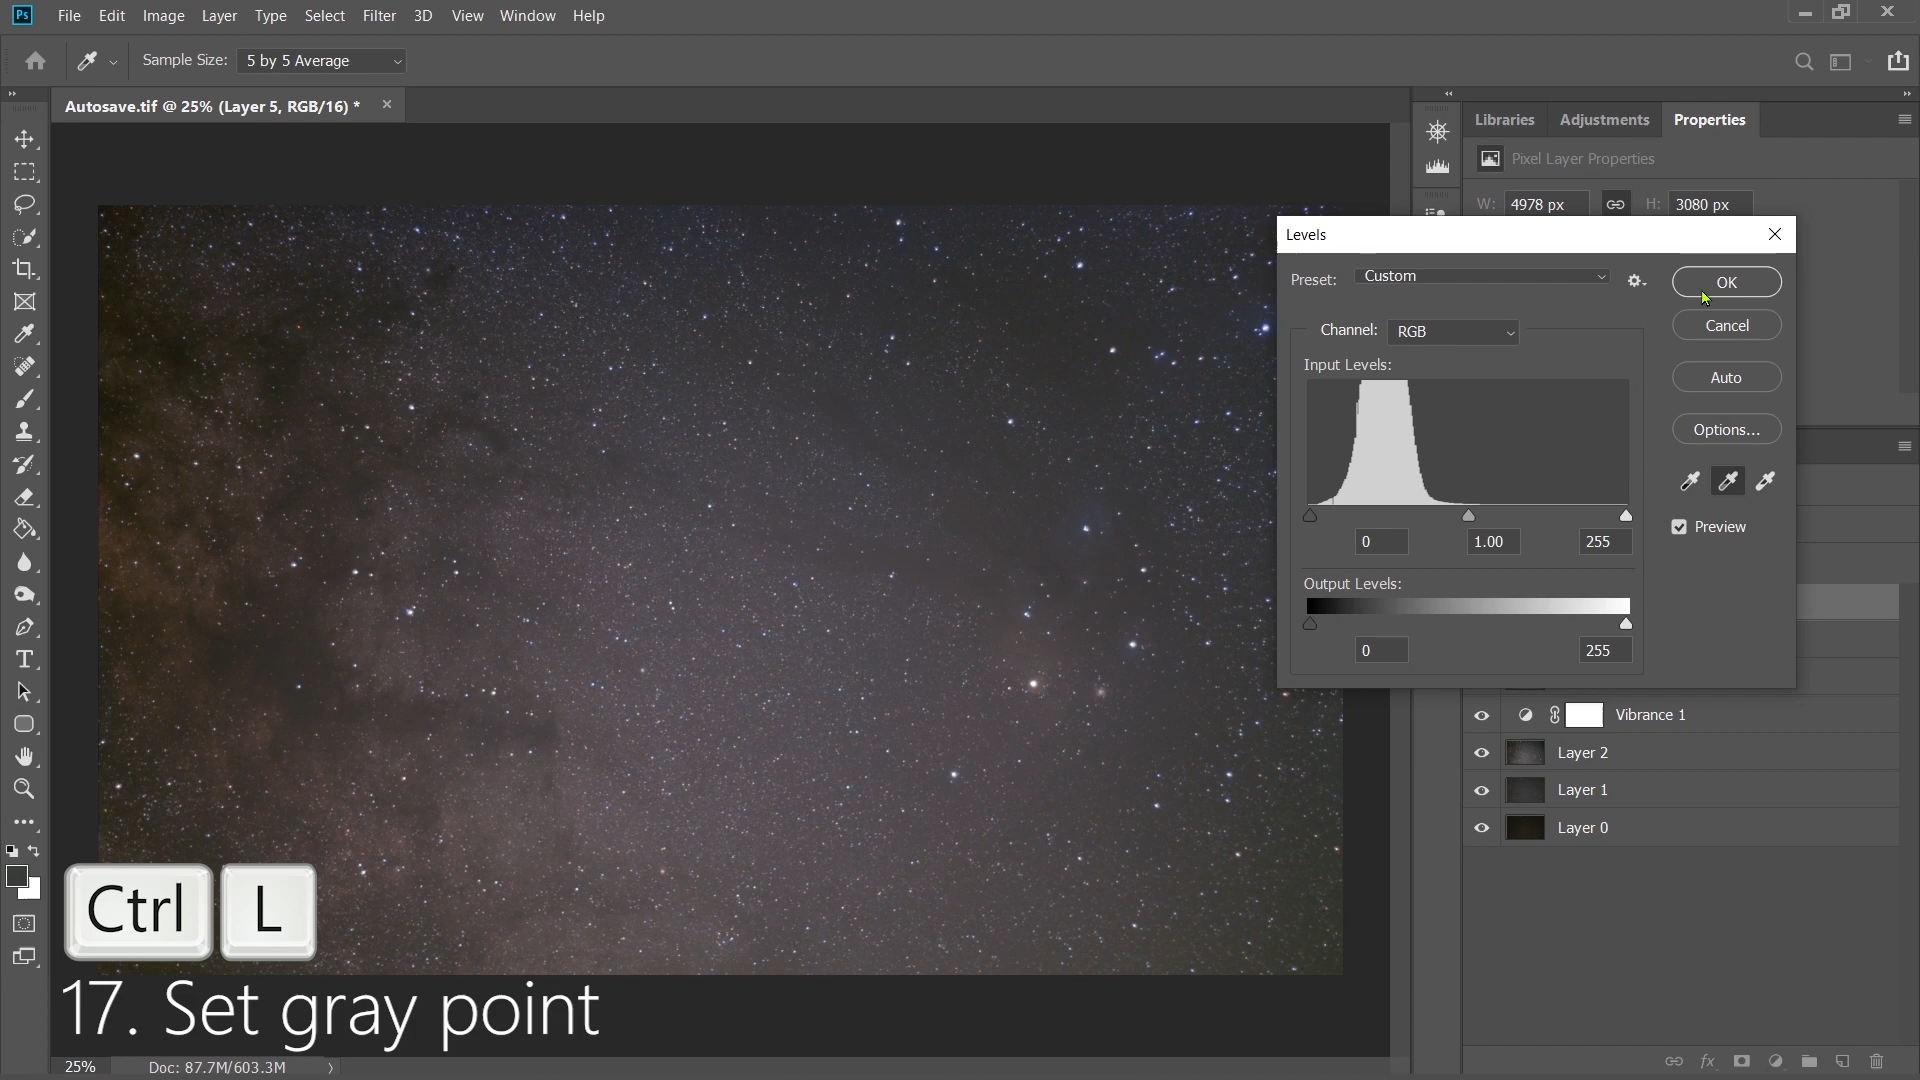 Ps File Edit Image Layer Type Select Filter 3D View Window Help
Sample Size: 5 by 5 Average
Autosave.tif @ 25% (Layer 5, RGB/16) *
Libraries Adjustments Properties
Pixel Layer Properties
W: 4978 px H: 3080 px
Levels
Preset: Custom
OK
Channel: RGB
Cancel
Input Levels:
Auto
Options...
Preview
0 1.00 255
Output Levels:
0 255
Vibrance 1
Layer 2
Layer 1
Layer 0
Ctrl L
17. Set gray point
25% Doc: 87.7M/603.3M
fx